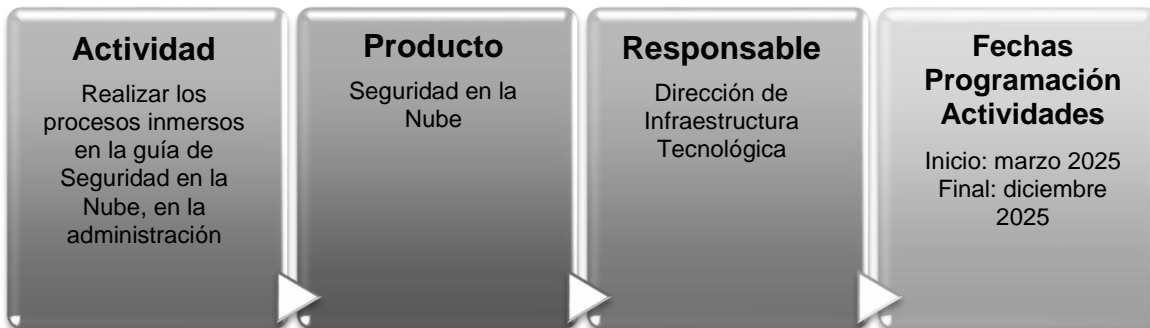 Actividad
Realizar los
procesos inmersos
en la guía de
Seguridad en la
Nube, en la
administración
Producto
Seguridad en la
Nube
Responsable
Dirección de
Infraestructura
Tecnológica
Fechas
Programación
Actividades
Inicio: marzo 2025
Final: diciembre
2025